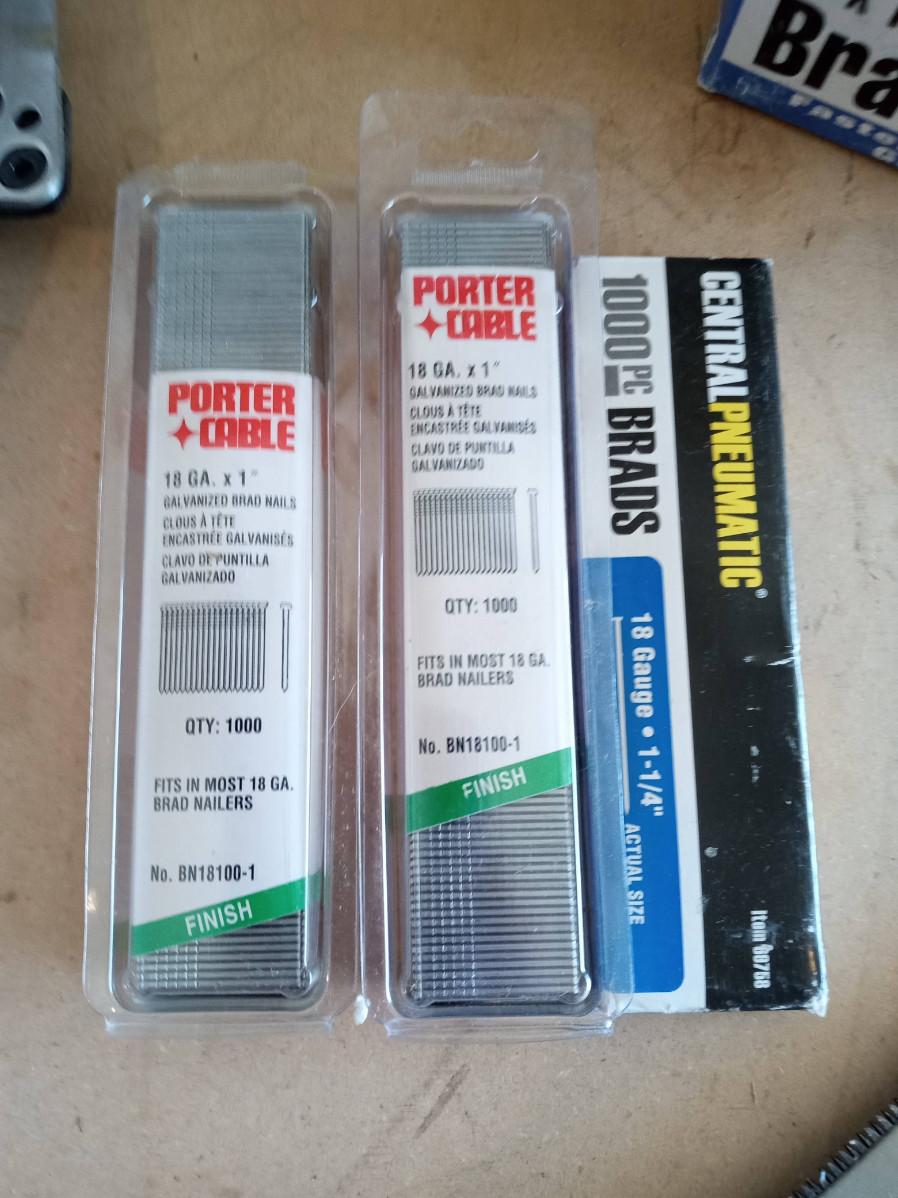 PORTER
CABLE
18 GA. x 1"
GALVANIZED BRAD NAILS
CLOUS À TÊTE
ENCASTRÉE GALVANISÉS
CLAVO DE PUNTILLA
GALVANIZADO
QTY: 1000
FITS IN MOST 18 GA.
BRAD NAILERS
No. BN18100-1
FINISH
PORTER
CABLE
18 GA. x 1"
GALVANIZED BRAD NAILS
CLOUS À TÊTE
ENCASTRÉE GALVANISÉS
CLAVO DE PUNTILLA
GALVANIZADO
QTY: 1000
FITS IN MOST 18 GA.
BRAD NAILERS
No. BN18100-1
FINISH
CENTRALPNEUMATIC®
1000 PC BRADS
18 Gauge • 1-1/4"
ACTUAL SIZE
Item 68768
Bra
Faste